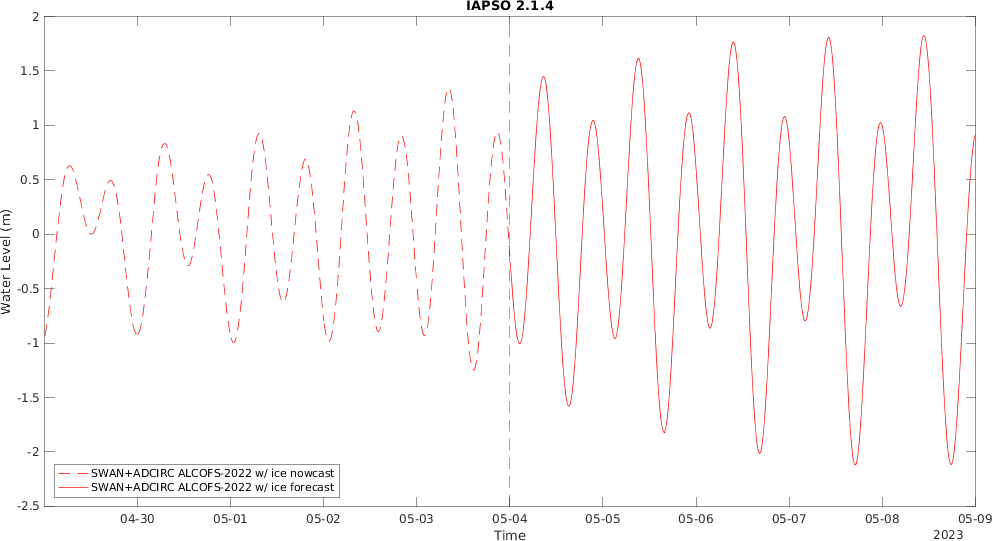 IAPSO 2.1.4
2
1.5
1
0.5
0
-0.5
-1
-1.5
-2
-2.5
Water Level (m)
SWAN+ADCIRC ALCOFS-2022 w/ ice nowcast
SWAN+ADCIRC ALCOFS-2022 w/ ice forecast
04-30 05-01 05-02 05-03 05-04 05-05 05-06 05-07 05-08 05-09
Time
2023